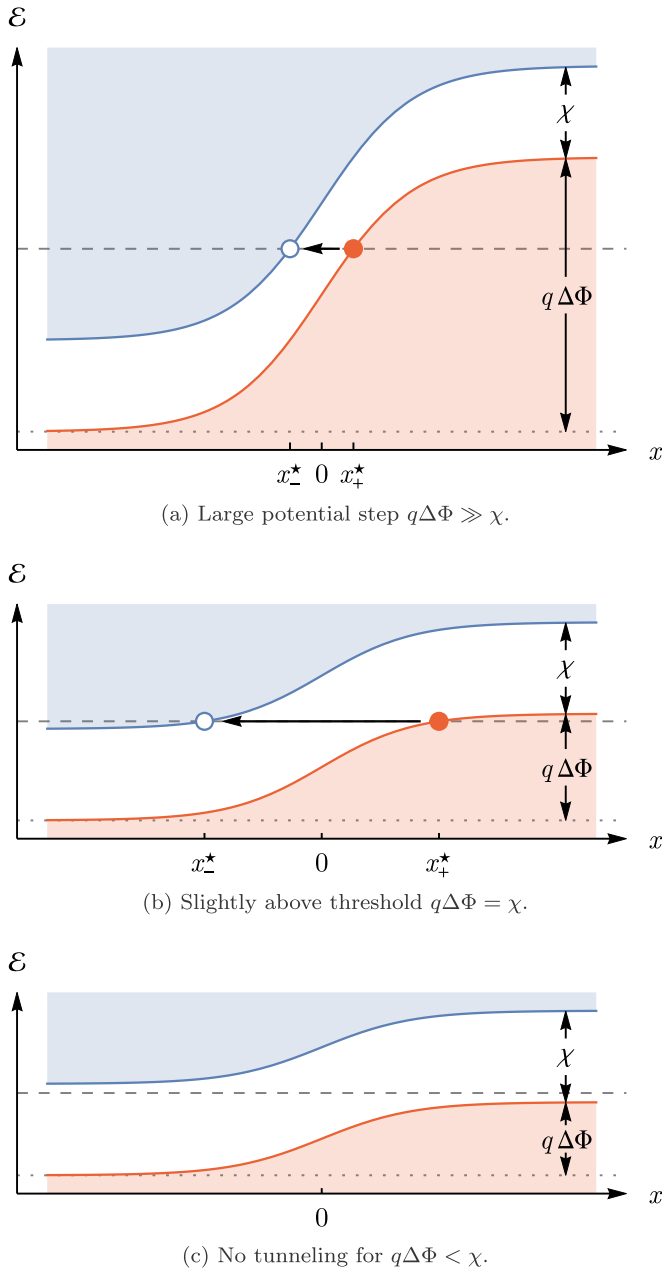 ℰ
χ
q ΔΦ
x
x₋★ 0 x₊★
(a) Large potential step qΔΦ ≫ χ.
ℰ
χ
q ΔΦ
x
x₋★ 0 x₊★
(b) Slightly above threshold qΔΦ = χ.
ℰ
χ
q ΔΦ
x
0
(c) No tunneling for qΔΦ < χ.